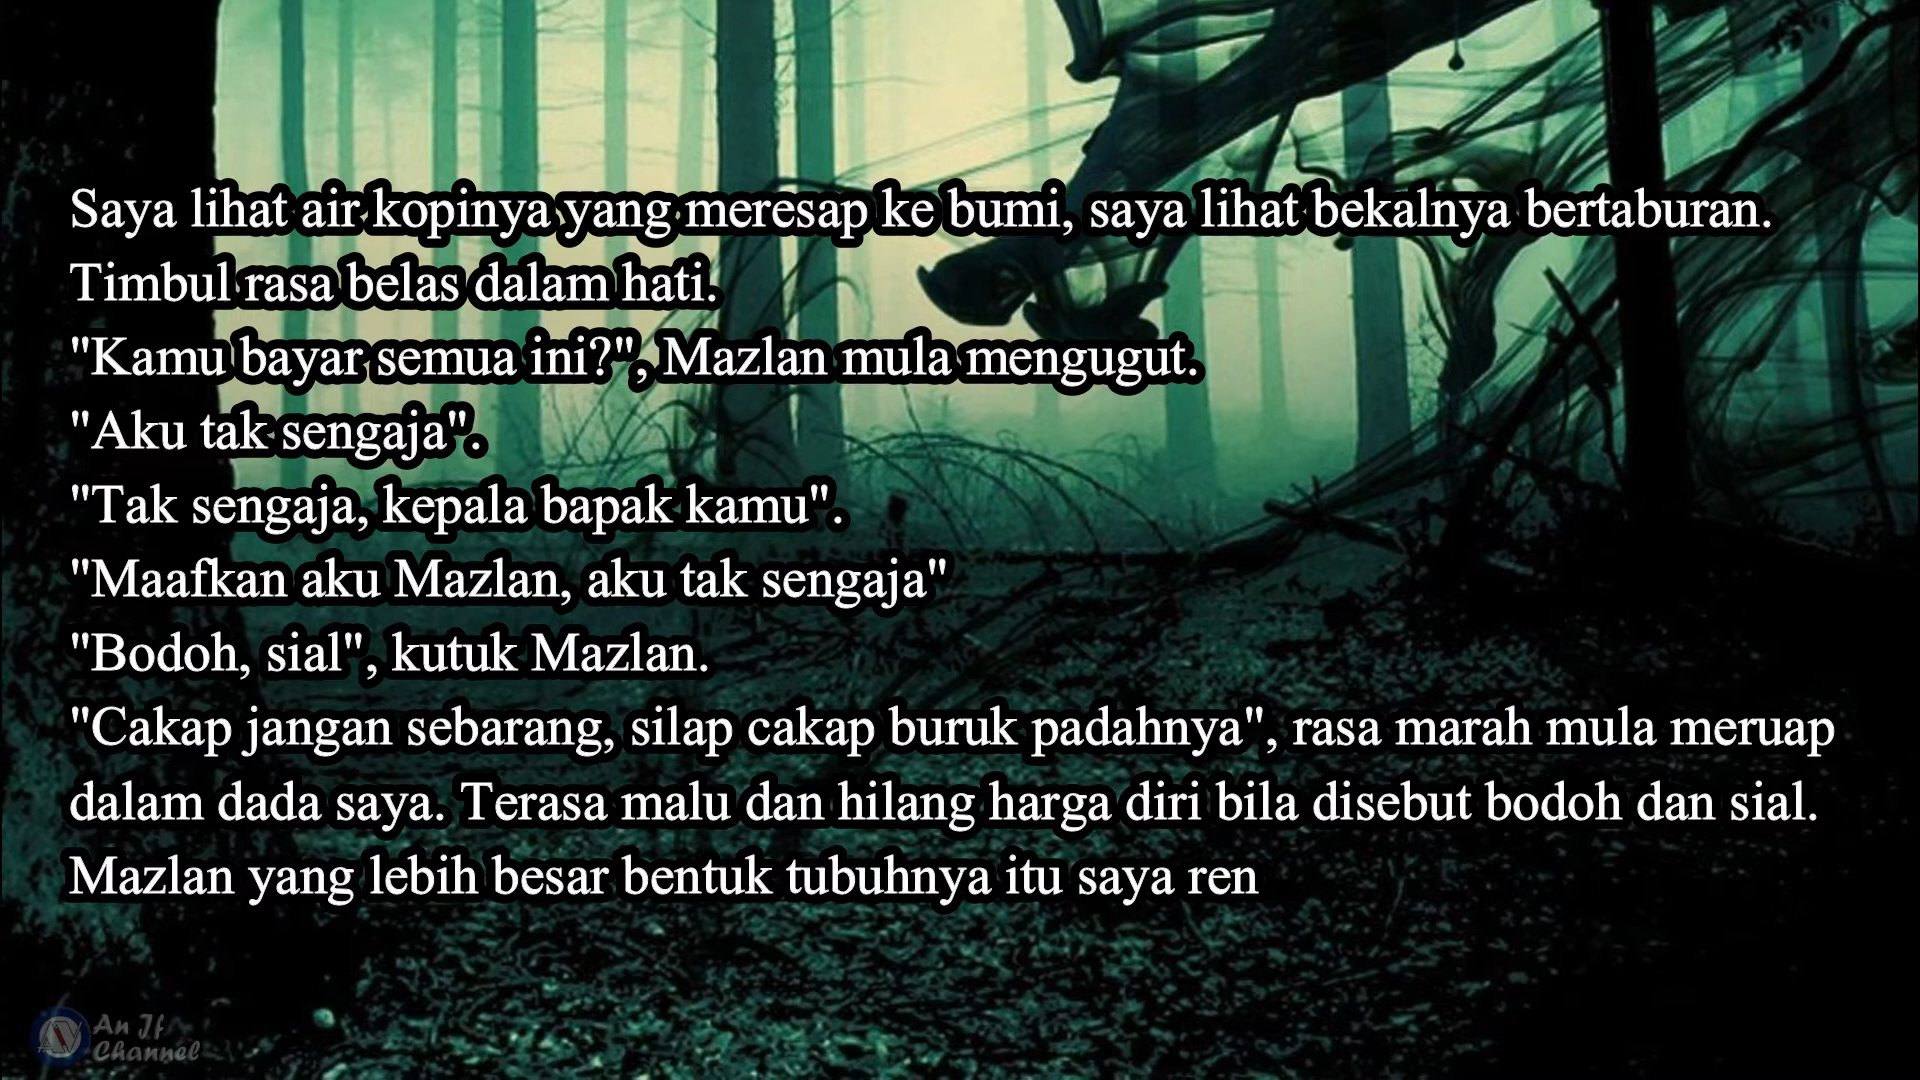 Saya lihat air kopinya yang meresap ke bumi, saya lihat bekalnya bertaburan.
Timbul rasa belas dalam hati.
"Kamu bayar semua ini?", Mazlan mula mengugut.
"Aku tak sengaja".
"Tak sengaja, kepala bapak kamu".
"Maafkan aku Mazlan, aku tak sengaja"
"Bodoh, sial", kutuk Mazlan.
"Cakap jangan sebarang, silap cakap buruk padahnya", rasa marah mula meruap
dalam dada saya. Terasa malu dan hilang harga diri bila disebut bodoh dan sial.
Mazlan yang lebih besar bentuk tubuhnya itu saya ren
An If
Channel